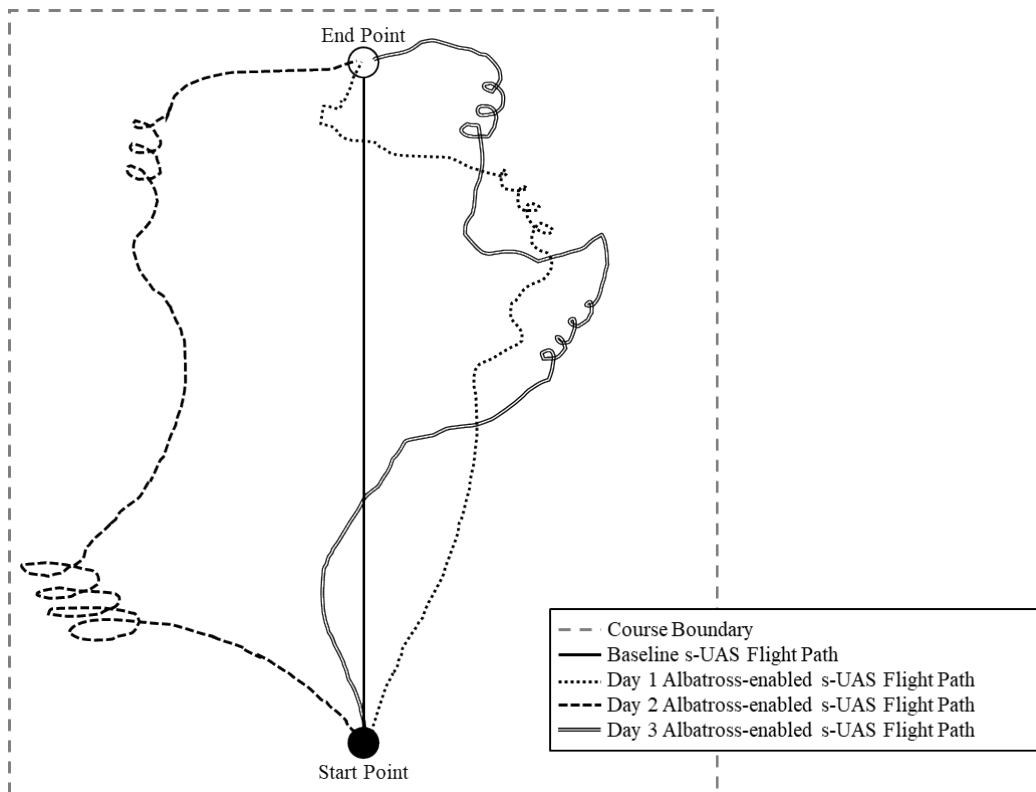 End Point
Start Point
Course Boundary
Baseline s-UAS Flight Path
Day 1 Albatross-enabled s-UAS Flight Path
Day 2 Albatross-enabled s-UAS Flight Path
Day 3 Albatross-enabled s-UAS Flight Path